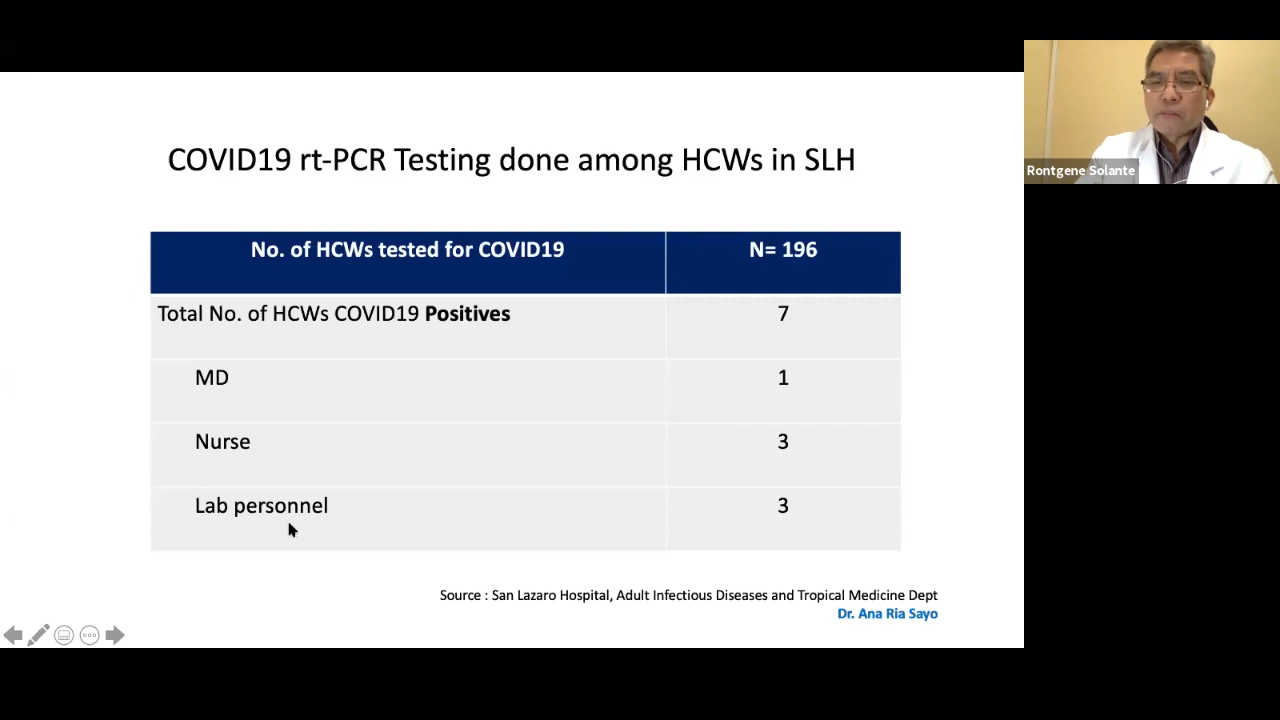 COVID19 rt-PCR Testing done among HCWs in SLH
No. of HCWs tested for COVID19 N= 196
Total No. of HCWs COVID19 Positives 7
MD 1
Nurse 3
Lab personnel 3
Source : San Lazaro Hospital, Adult Infectious Diseases and Tropical Medicine Dept
Dr. Ana Ria Sayo
Rontgene Solante